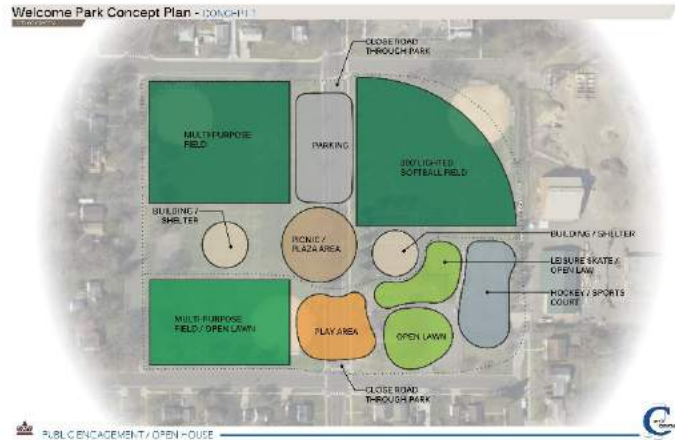 Welcome Park Concept Plan - CONCEPT 1
CLOSE ROAD
THROUGH PARK
MULTI-PURPOSE
FIELD
PARKING
300' LIGHTED
SOFTBALL FIELD
BUILDING /
SHELTER
PICNIC /
PLAZA AREA
BUILDING / SHELTER
LEISURE SKATE /
OPEN LAW
HOCKEY / SPORTS
COURT
MULTI-PURPOSE
FIELD / OPEN LAWN
PLAY AREA
OPEN LAWN
CLOSE ROAD
THROUGH PARK
PUBLIC ENGAGEMENT / OPEN HOUSE